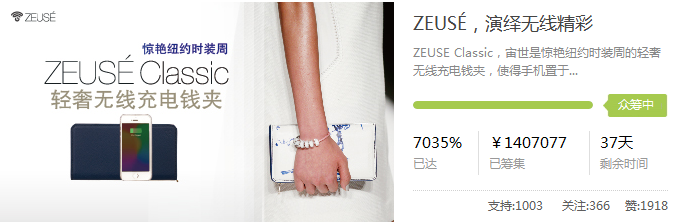 ZEUSÉ
惊艳纽约时装周
ZEUSÉ Classic
轻奢无线充电钱夹
ZEUSÉ，演绎无线精彩
ZEUSE Classic，宙世是惊艳纽约时装周的轻奢
无线充电钱夹，使得手机置于...
众筹中
7035%
已达
￥1407077
已筹集
37天
剩余时间
支持:1003 关注:366 赞:1918